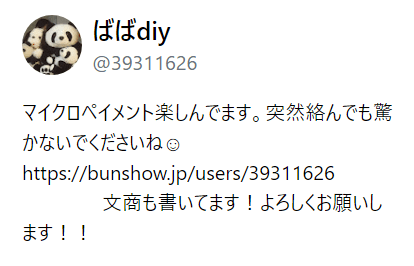 ばばdiy
@39311626
マイクロペイメント楽しんでます。突然絡んでも驚
かないでくださいね☺
https://bunshow.jp/users/39311626
文商も書いてます！よろしくお願いし
ます！！